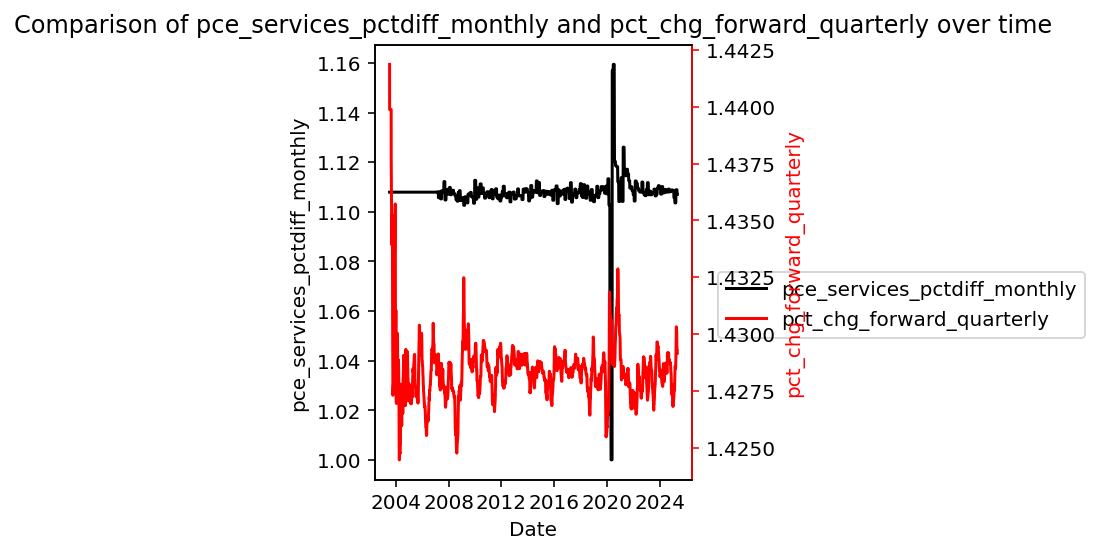 Comparison of pce_services_pctdiff_monthly and pct_chg_forward_quarterly over time
pce_services_pctdiff_monthly
1.16
1.14
1.12
1.10
1.08
1.06
1.04
1.02
1.00
1.4425
1.4400
1.4375
1.4350
1.4325
1.4300
1.4275
1.4250
pct_chg_forward_quarterly
pce_services_pctdiff_monthly
pct_chg_forward_quarterly
2004 2008 2012 2016 2020 2024
Date